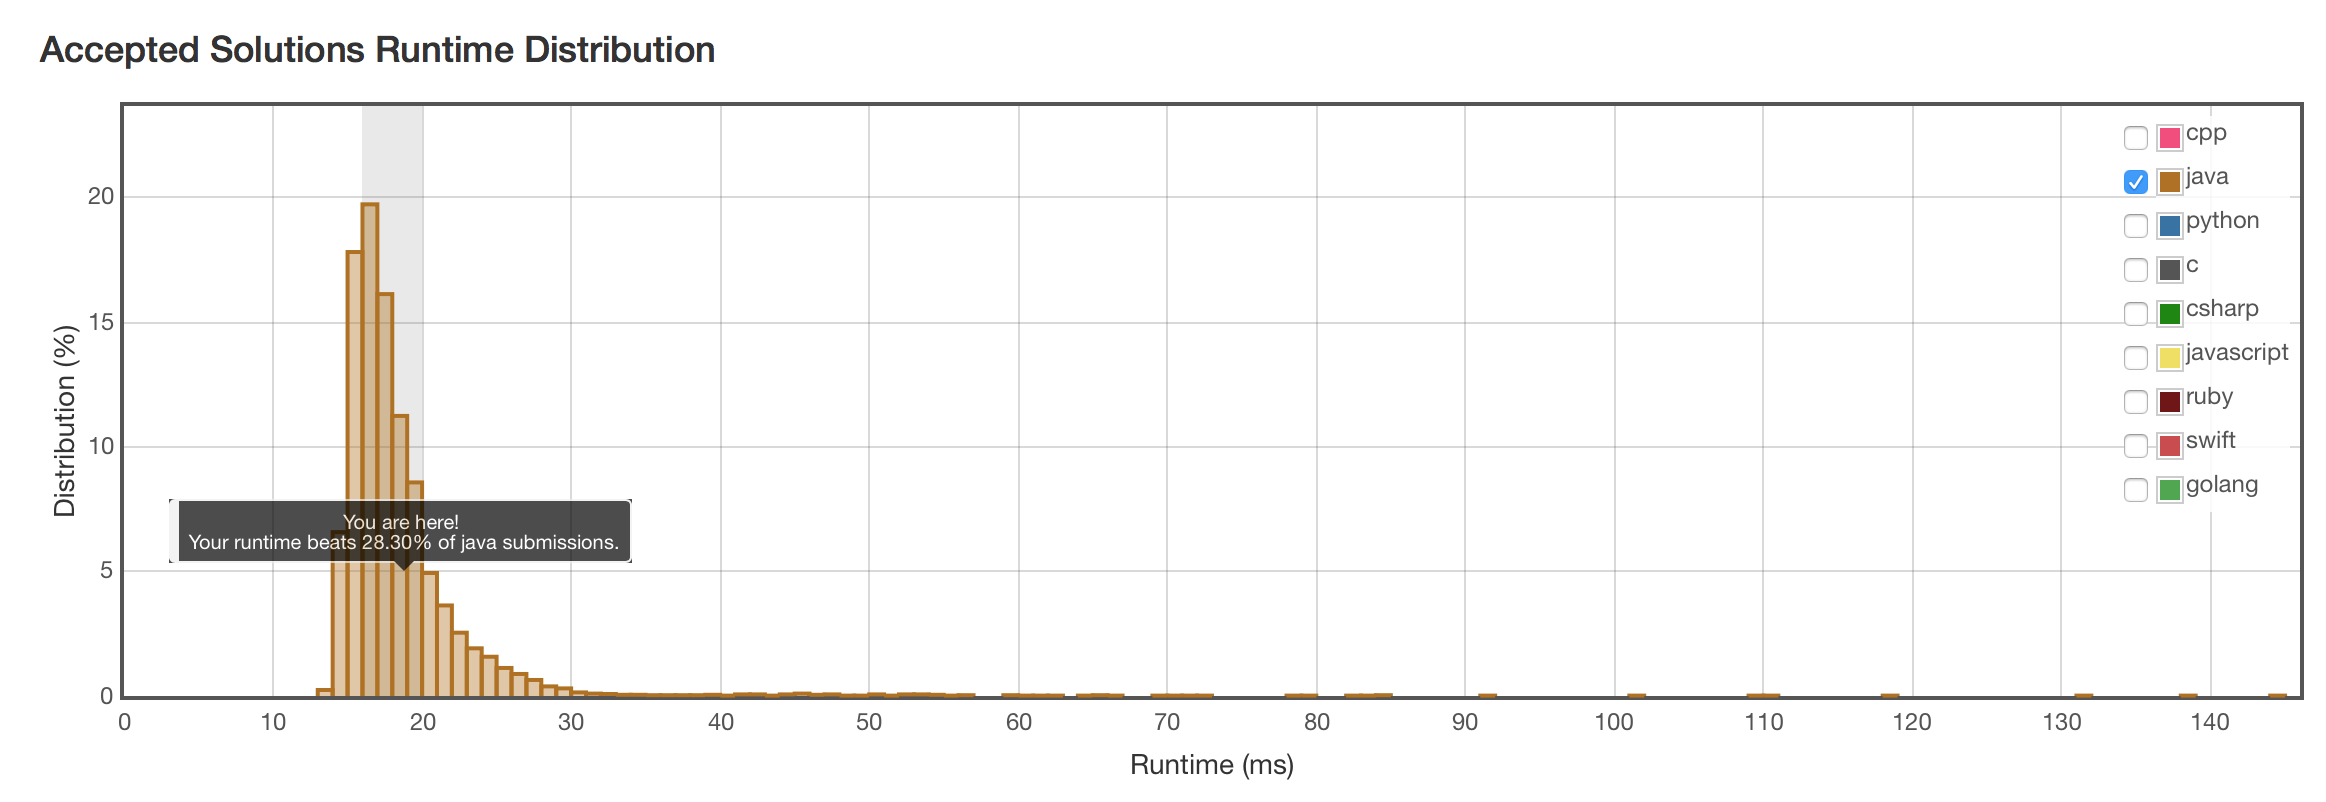 Accepted Solutions Runtime Distribution
cpp
java
python
c
csharp
javascript
ruby
swift
golang
20
15
10
5
0
Distribution (%)
You are here!
Your runtime beats 28.30% of java submissions.
0 10 20 30 40 50 60 70 80 90 100 110 120 130 140
Runtime (ms)